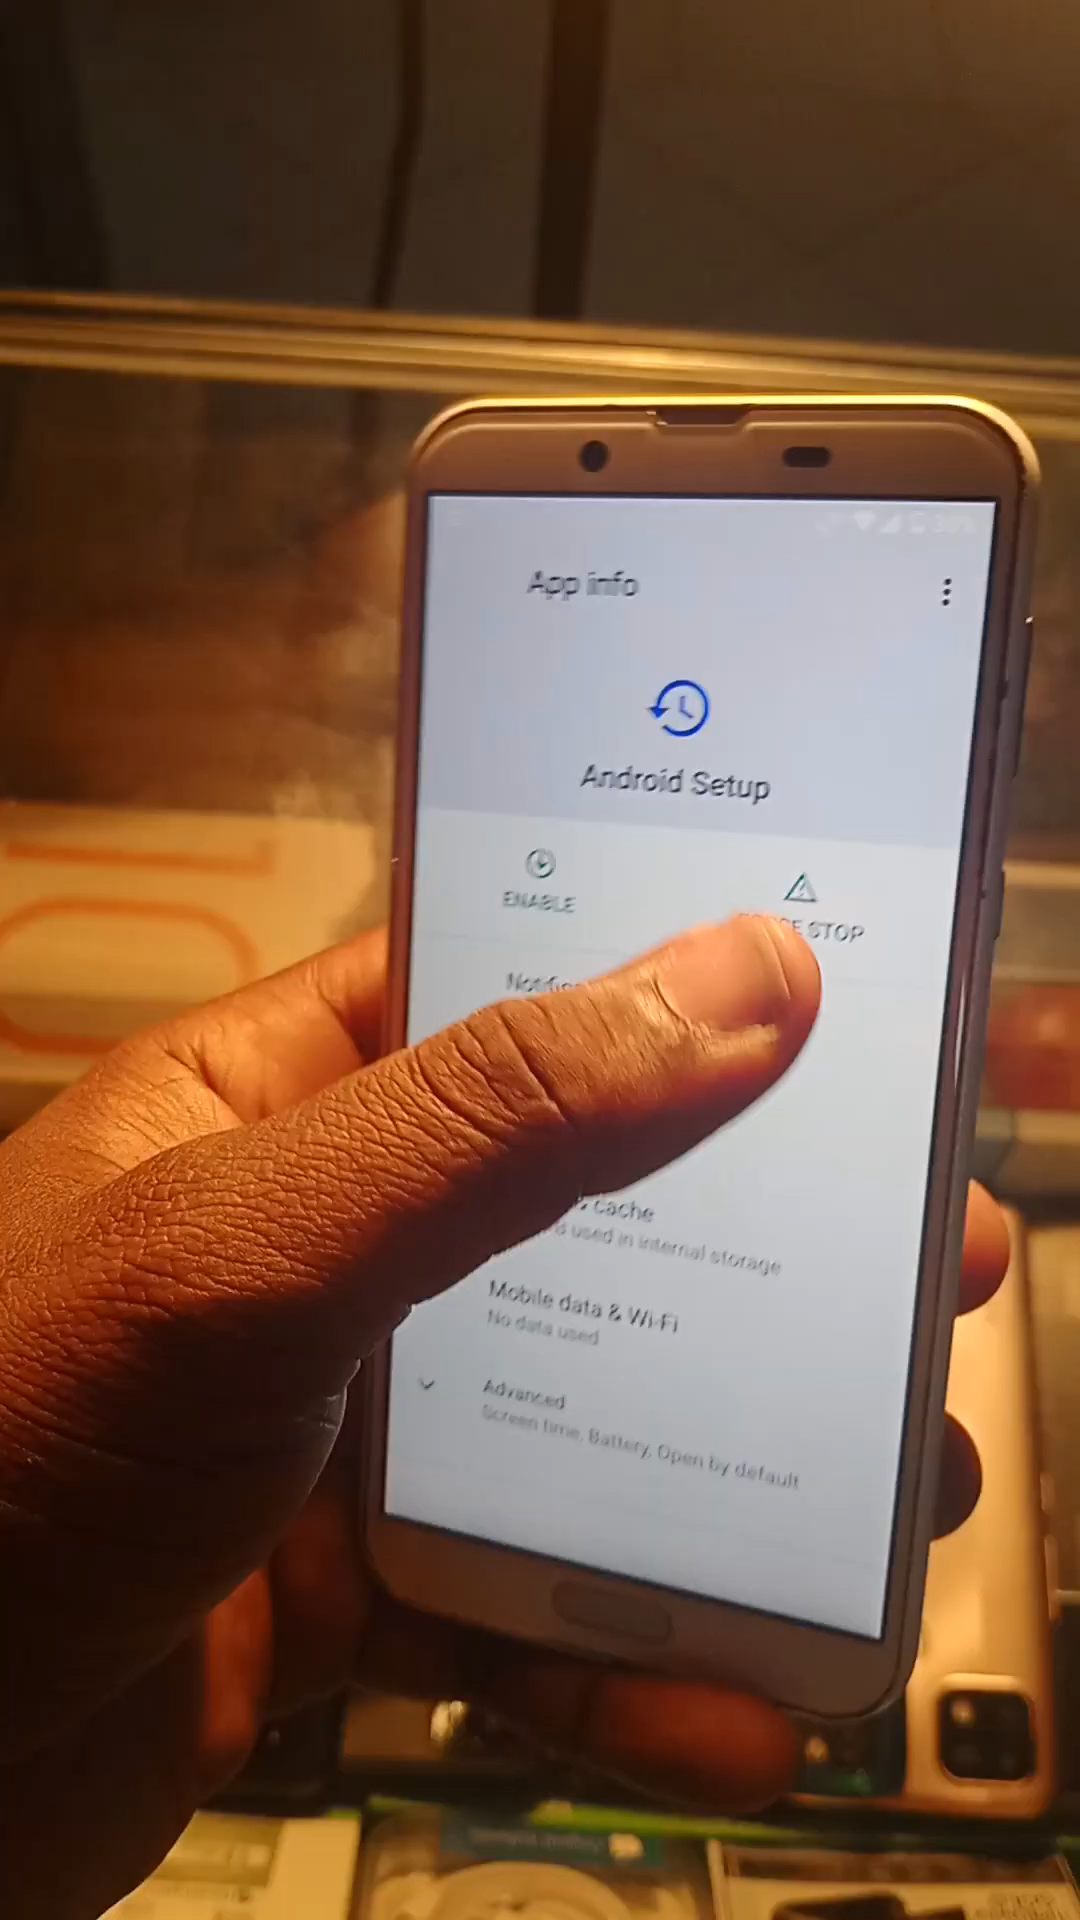 App info
Android Setup
ENABLE
STOP
cache
used in internal storage
Mobile data & Wi-Fi
No data used
Advanced
Screen time, Battery, Open by default